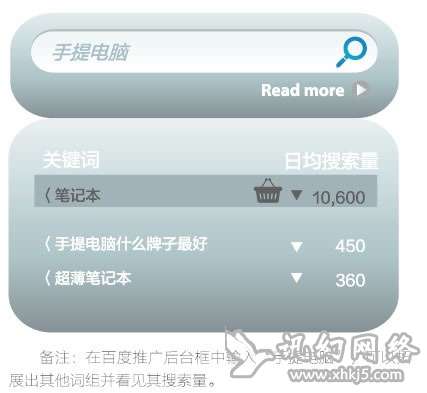 手提电脑
Read more
关键词 日均搜索量
〈 笔记本 10,600
〈 手提电脑什么牌子最好 450
〈 超薄笔记本 360
备注：在百度推广后台框中输入“手提电脑”，可以拓
展出其他词组并看见其搜索量。
讯幻网络
www.xhkj5.com